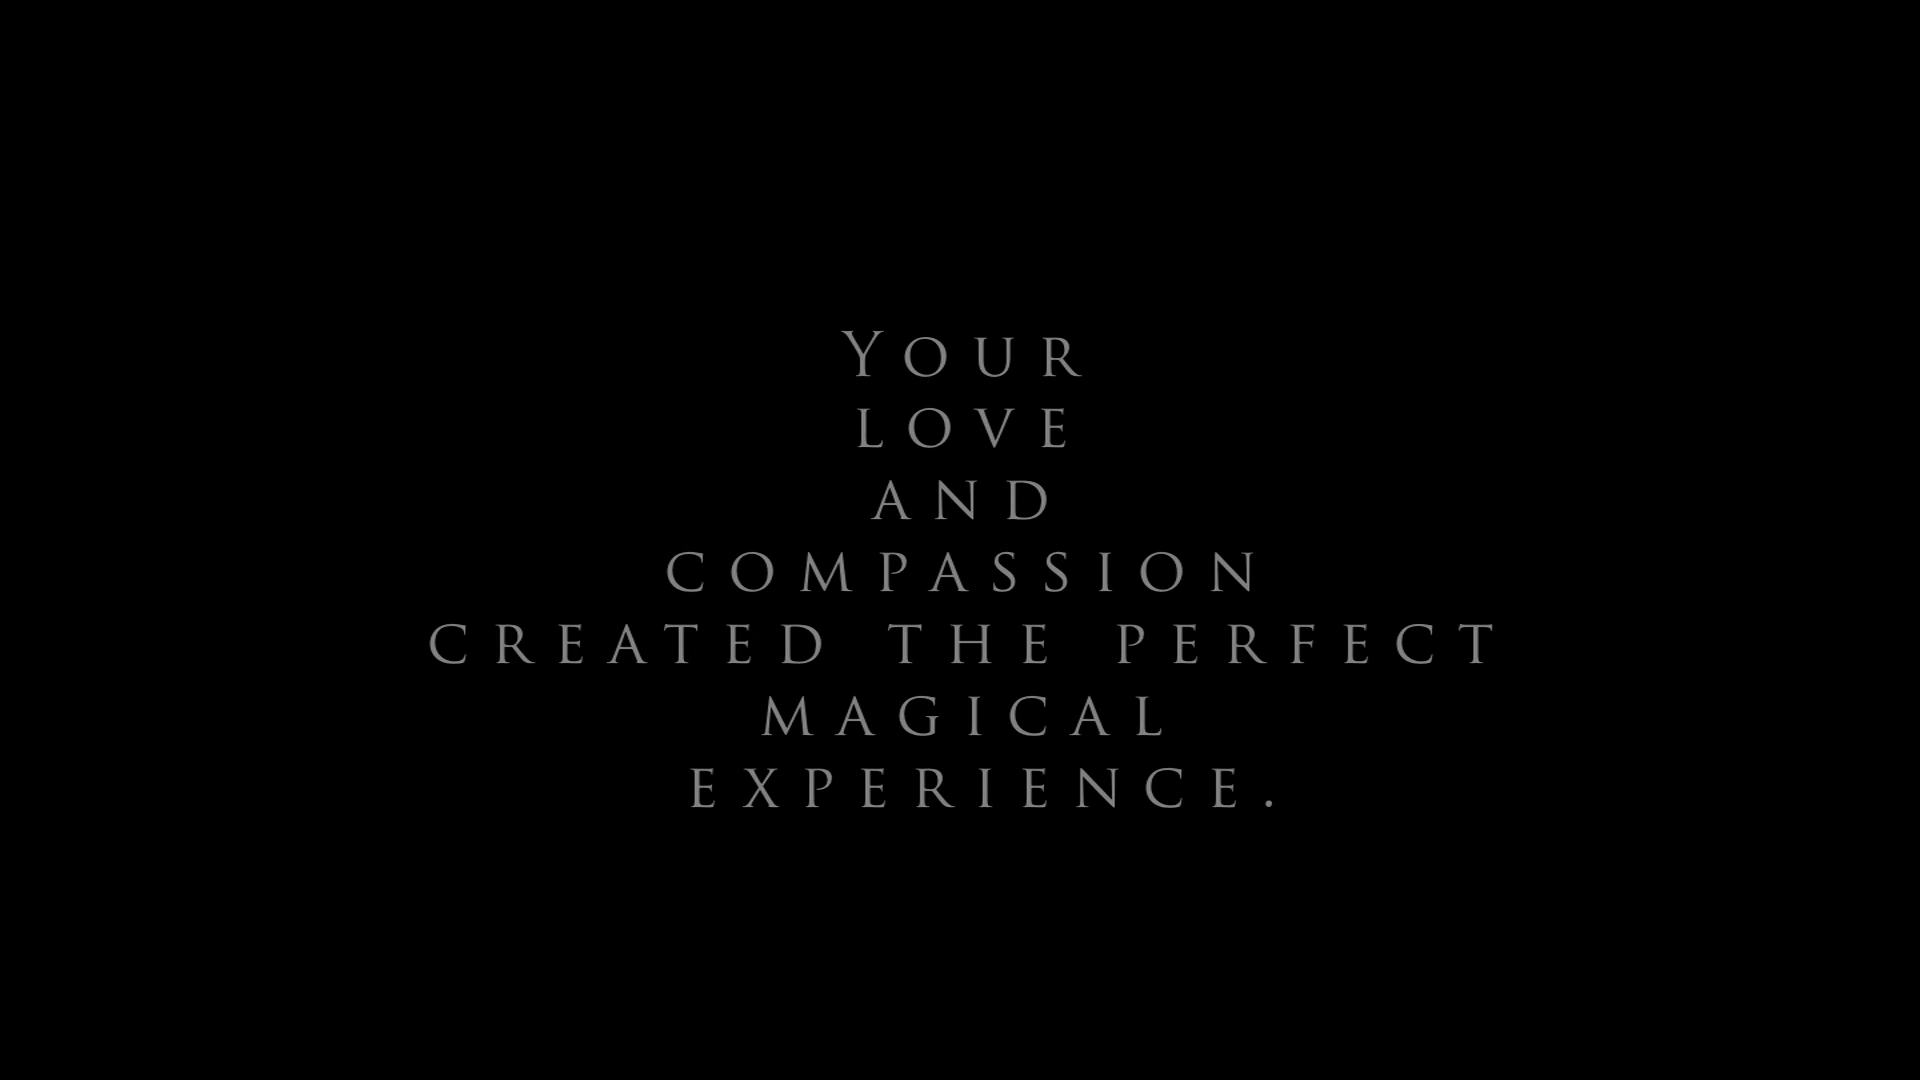 Your
love
and
compassion
created the perfect
magical
experience.